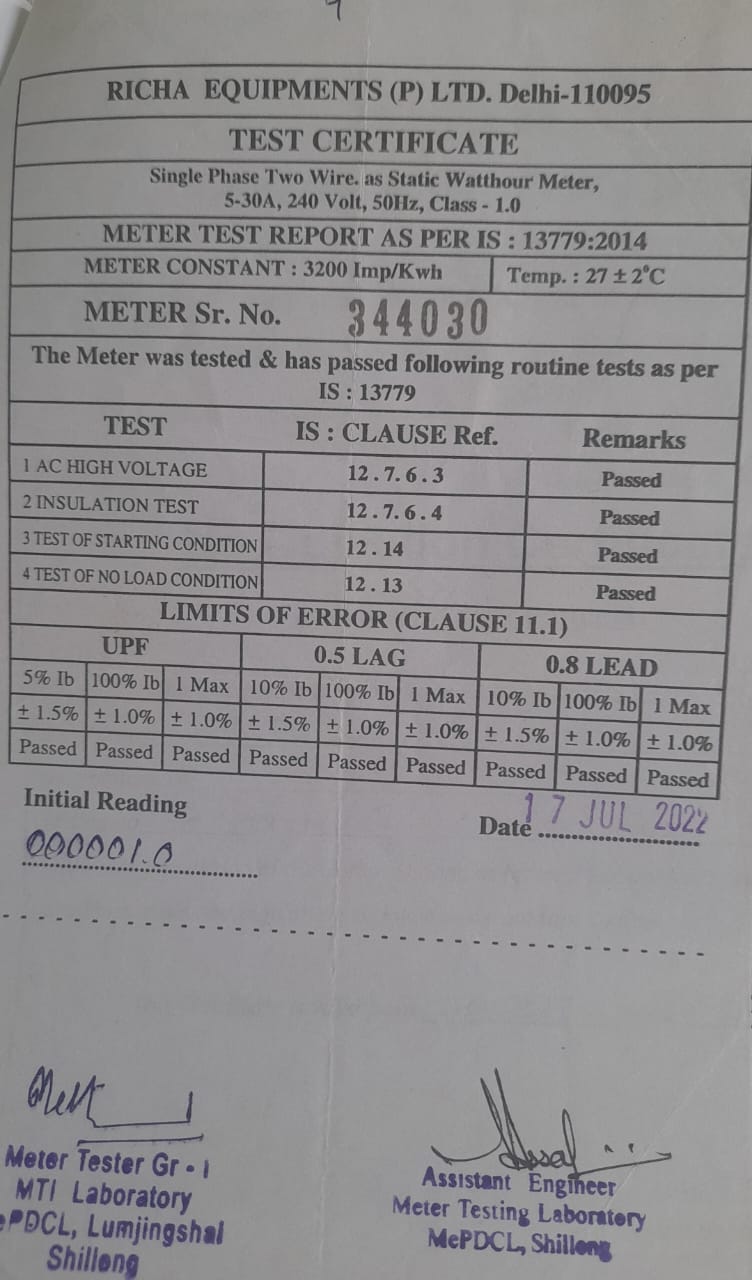 RICHA EQUIPMENTS (P) LTD. Delhi-110095
TEST CERTIFICATE
Single Phase Two Wire. as Static Watthour Meter,
5-30A, 240 Volt, 50Hz, Class - 1.0
METER TEST REPORT AS PER IS : 13779:2014
METER CONSTANT : 3200 Imp/Kwh Temp. : 27 ± 2°C
METER Sr. No. 344030
The Meter was tested & has passed following routine tests as per
IS : 13779
TEST IS : CLAUSE Ref. Remarks
1 AC HIGH VOLTAGE 12.7.6.3 Passed
2 INSULATION TEST 12.7.6.4 Passed
3 TEST OF STARTING CONDITION 12.14 Passed
4 TEST OF NO LOAD CONDITION 12.13 Passed
LIMITS OF ERROR (CLAUSE 11.1)
UPF 0.5 LAG 0.8 LEAD
5% Ib 100% Ib 1 Max 10% Ib 100% Ib 1 Max 10% Ib 100% Ib 1 Max
± 1.5% ± 1.0% ± 1.0% ± 1.5% ± 1.0% ± 1.0% ± 1.5% ± 1.0% ± 1.0%
Passed Passed Passed Passed Passed Passed Passed Passed Passed
Initial Reading
Date 17 JUL 2022
000001.0
Meter Tester Gr - I
MTI Laboratory
ePDCL, Lumjingshai
Shillong
Assistant Engineer
Meter Testing Laboratory
MePDCL, Shillong